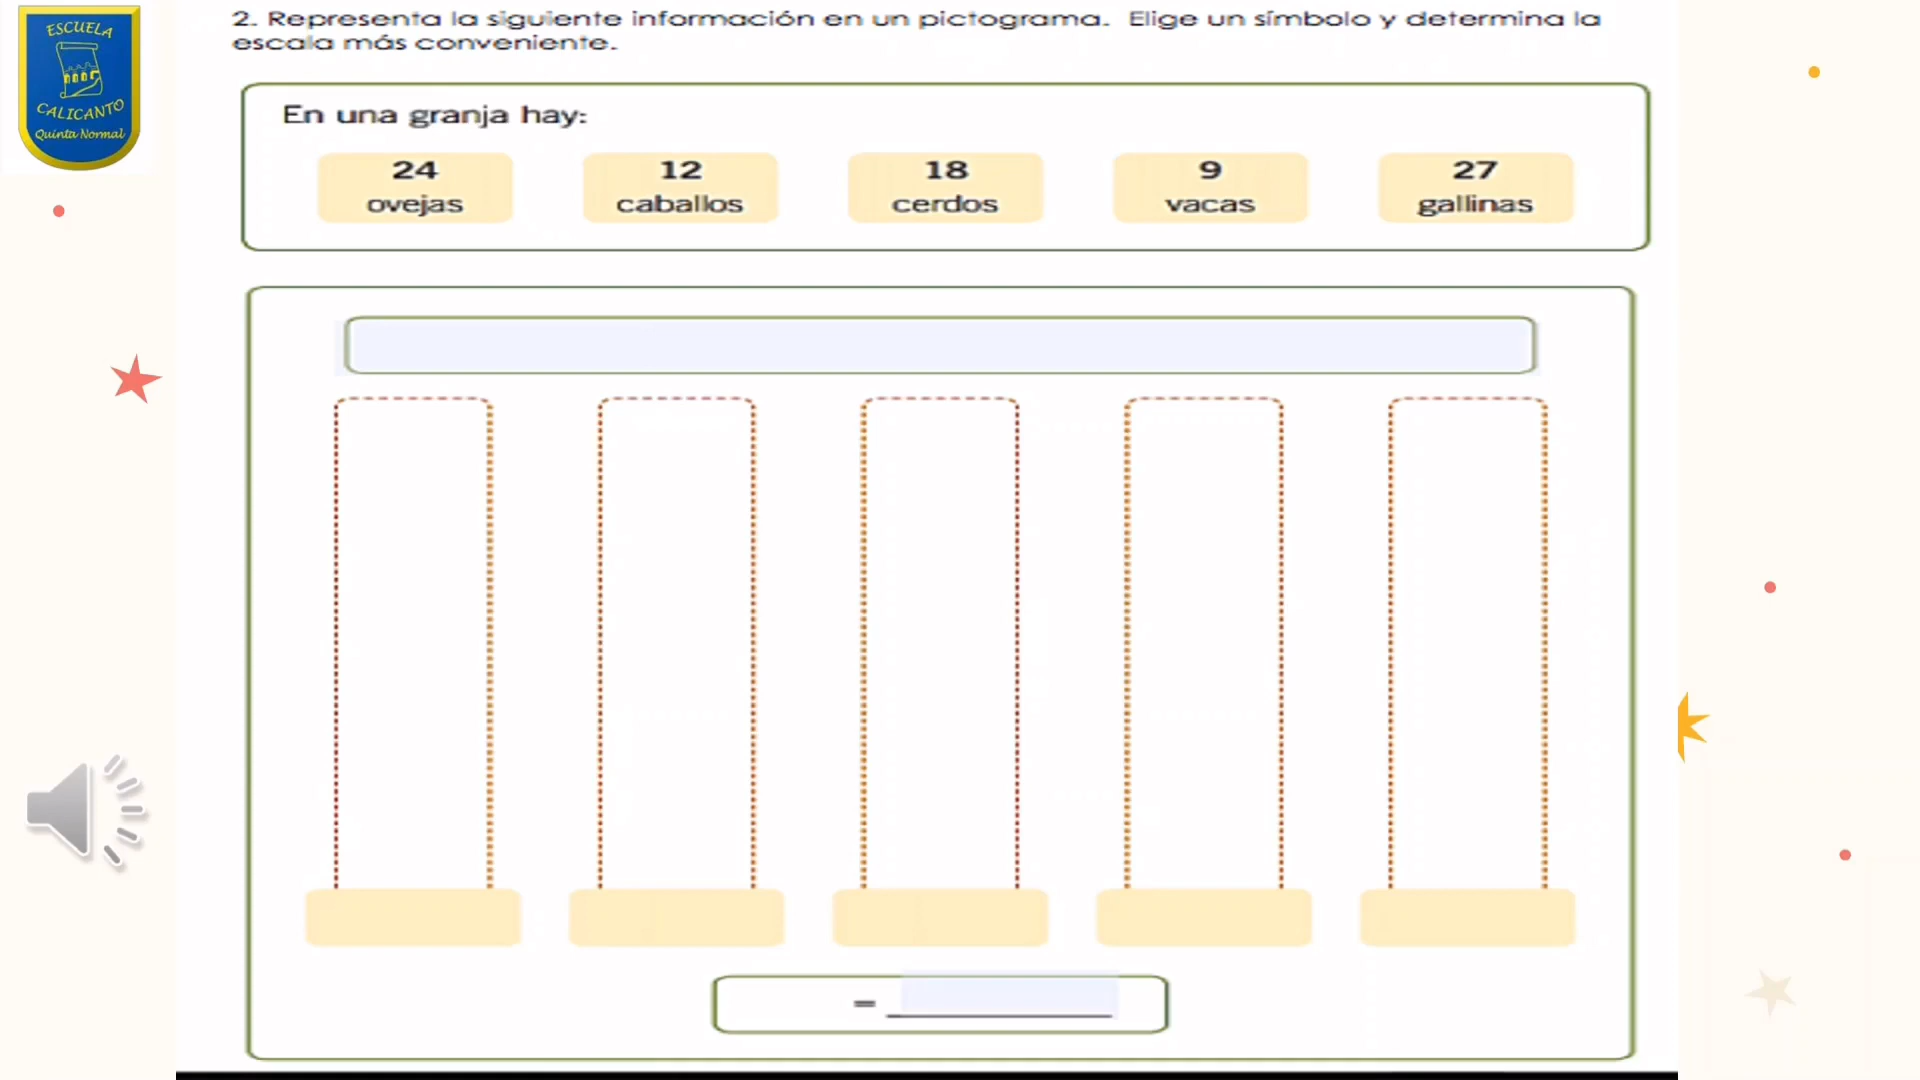 ESCUELA
CALICANTO
Quinta Normal
2. Representa la siguiente información en un pictograma. Elige un símbolo y determina la
escala más conveniente.
En una granja hay:
24 12 18 9 27
ovejas caballos cerdos vacas gallinas
=